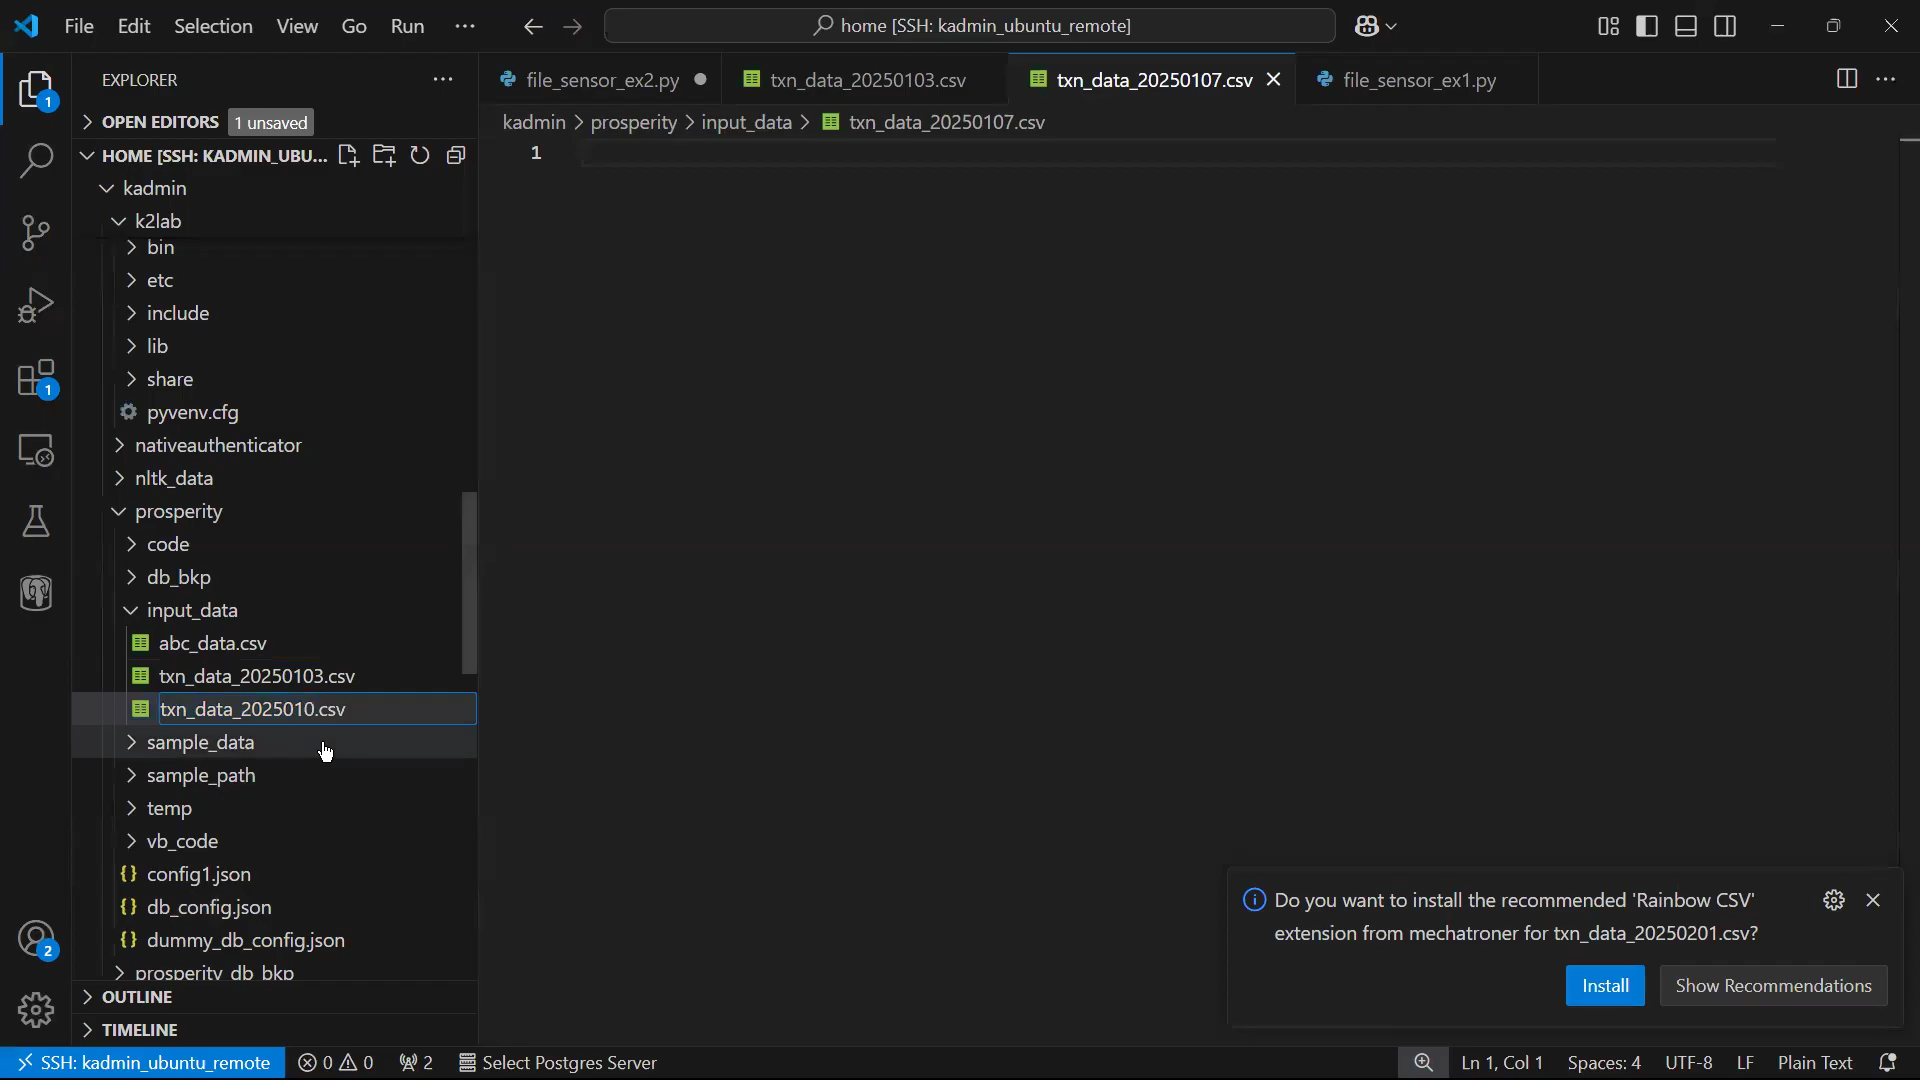 File Edit Selection View Go Run ··· home [SSH: kadmin_ubuntu_remote]
EXPLORER ···
file_sensor_ex2.py txn_data_20250103.csv txn_data_20250107.csv file_sensor_ex1.py ···
OPEN EDITORS 1 unsaved
kadmin > prosperity > input_data > txn_data_20250107.csv
HOME [SSH: KADMIN_UBU...
1
kadmin
k2lab
bin
etc
include
lib
share
pyvenv.cfg
nativeauthenticator
nltk_data
prosperity
code
db_bkp
input_data
abc_data.csv
txn_data_20250103.csv
txn_data_2025010.csv
sample_data
sample_path
temp
vb_code
config1.json
db_config.json
dummy_db_config.json
prosperity_db_bkp
OUTLINE
TIMELINE
1
1
2
Do you want to install the recommended 'Rainbow CSV'
extension from mechatroner for txn_data_20250201.csv?
Install Show Recommendations
SSH: kadmin_ubuntu_remote 0 0 2 Select Postgres Server Ln 1, Col 1 Spaces: 4 UTF-8 LF Plain Text